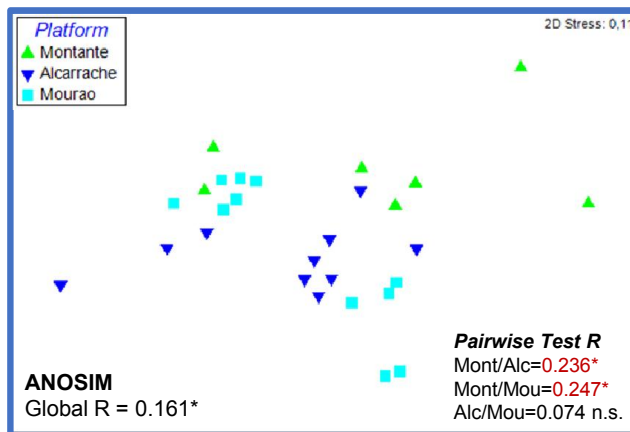 Platform
Montante
Alcarrache
Mourao
2D Stress: 0,11
ANOSIM
Global R = 0.161*
Pairwise Test R
Mont/Alc=0.236*
Mont/Mou=0.247*
Alc/Mou=0.074 n.s.